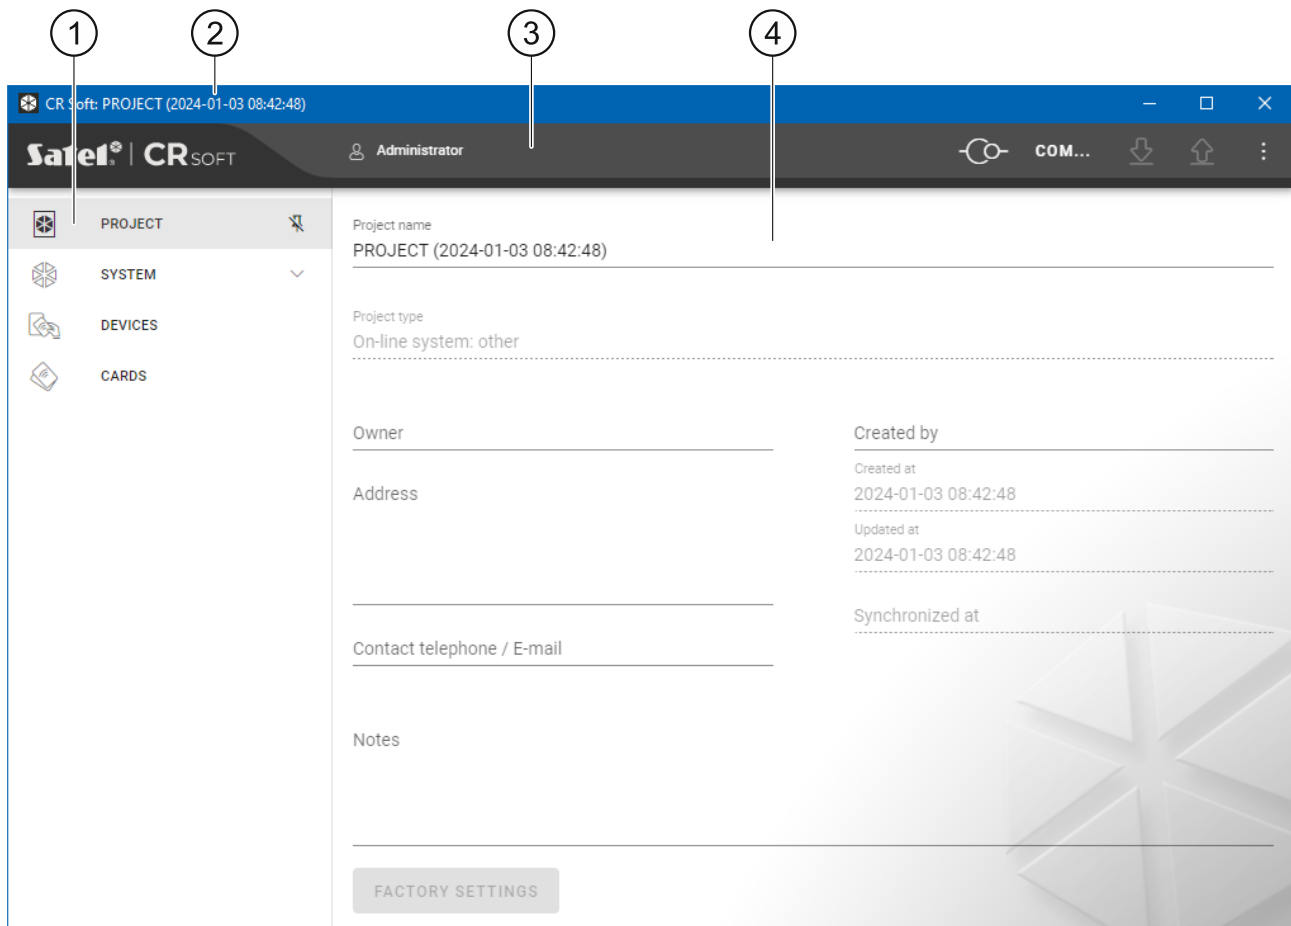 1 2 3 4
CR Soft: PROJECT (2024-01-03 08:42:48)
Satel® | CR SOFT Administrator COM...
PROJECT
SYSTEM
DEVICES
CARDS
Project name
PROJECT (2024-01-03 08:42:48)
Project type
On-line system: other
Owner
Address
Contact telephone / E-mail
Created by
Created at
2024-01-03 08:42:48
Updated at
2024-01-03 08:42:48
Synchronized at
Notes
FACTORY SETTINGS